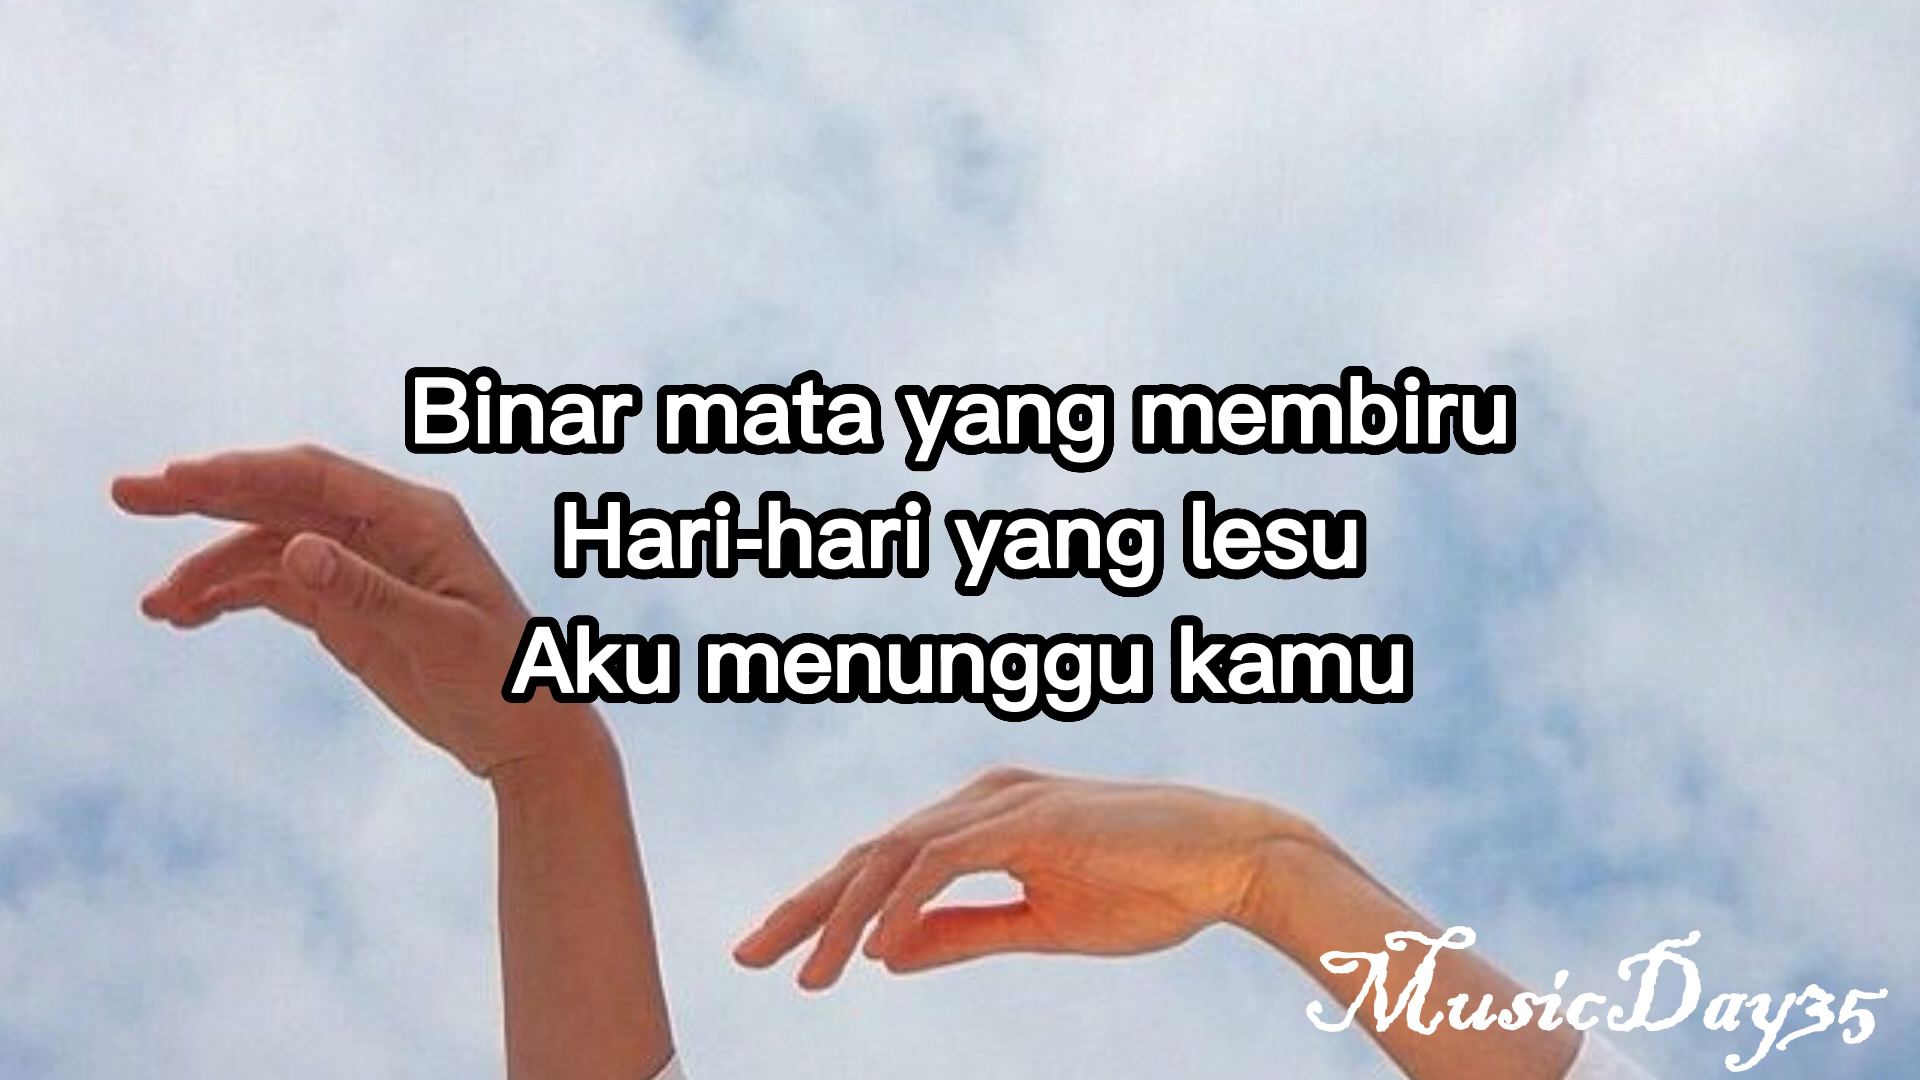 Binar mata yang membiru
Hari-hari yang lesu
Aku menunggu kamu
MusicDay35